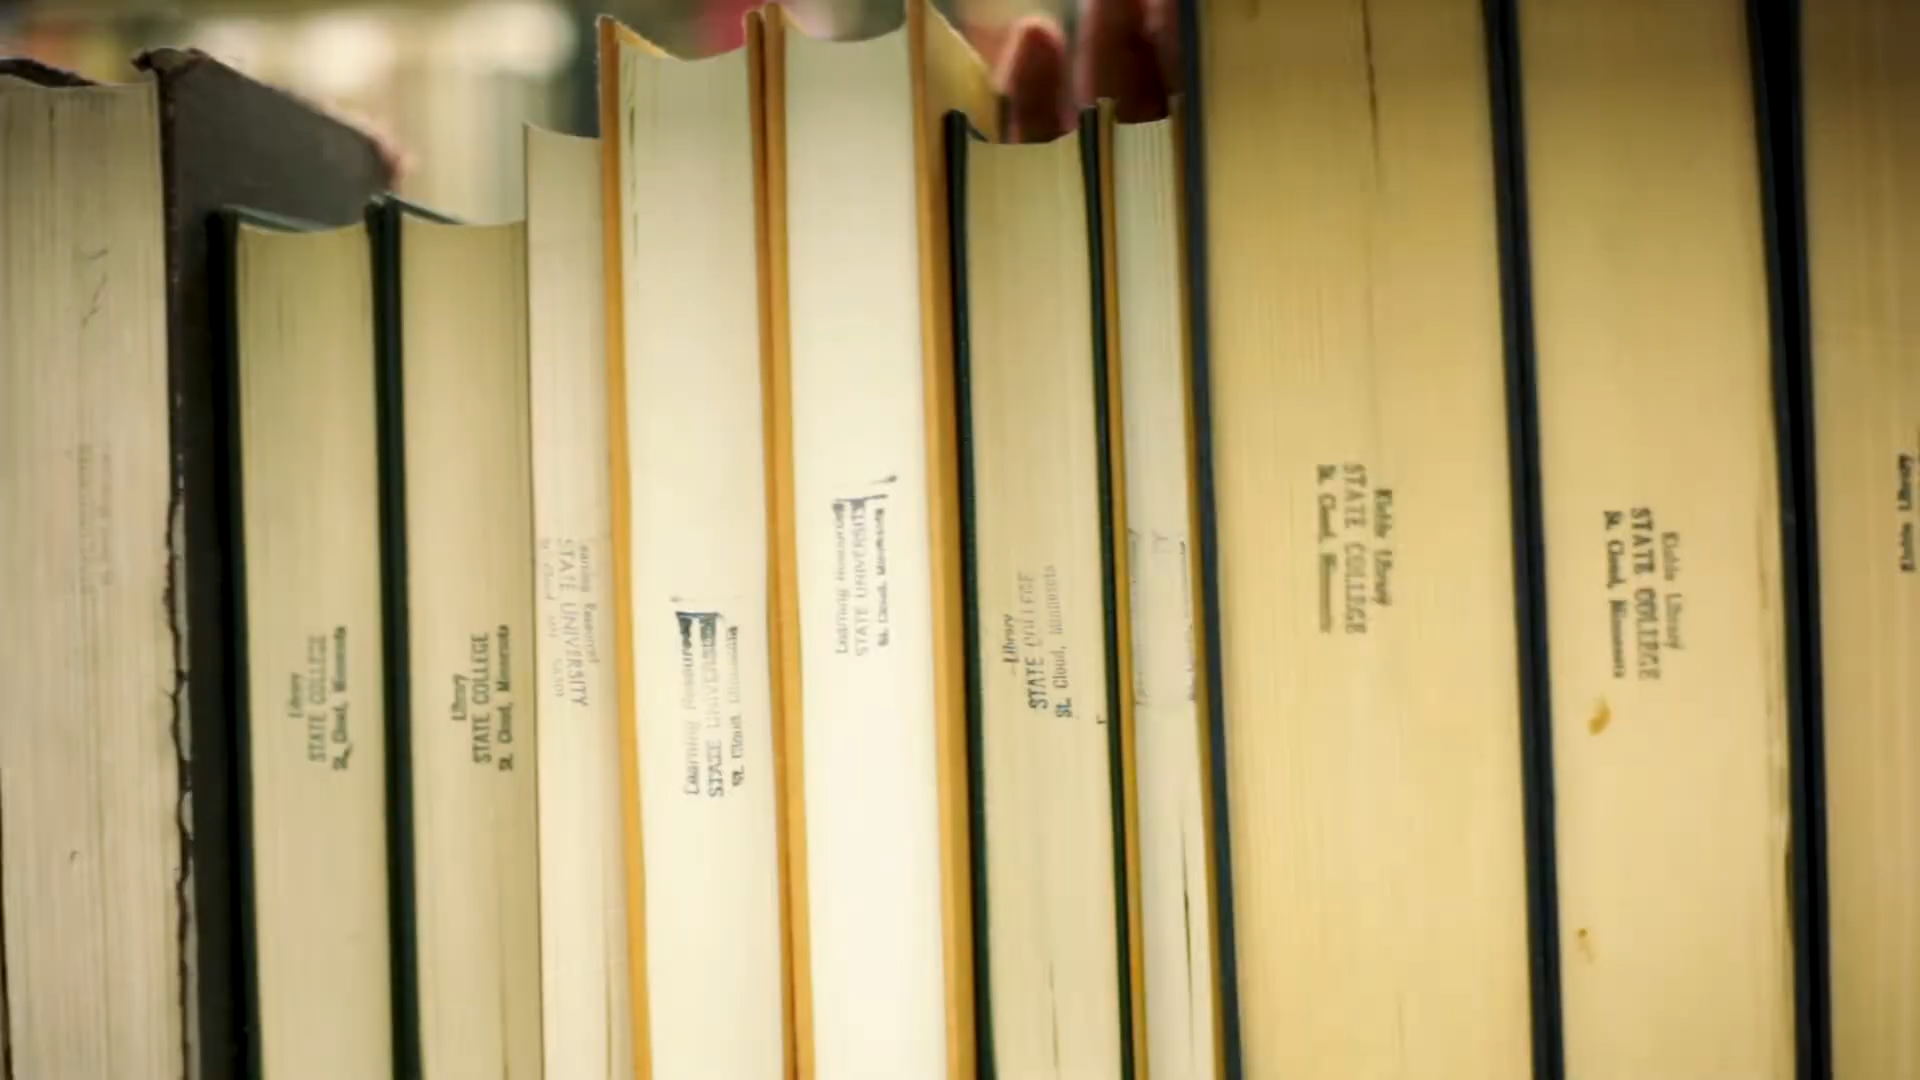 Library
STATE COLLEGE
St. Cloud, Minnesota
Library
STATE COLLEGE
St. Cloud, Minnesota
STATE UNIVERSITY
Learning Resources
STATE UNIVERSITY
St. Cloud, Minnesota
Learning Resources
STATE UNIVERSITY
St. Cloud, Minnesota
Library
STATE COLLEGE
St. Cloud, Minnesota
Kiehle Library
STATE COLLEGE
St. Cloud, Minnesota
Kiehle Library
STATE COLLEGE
St. Cloud, Minnesota